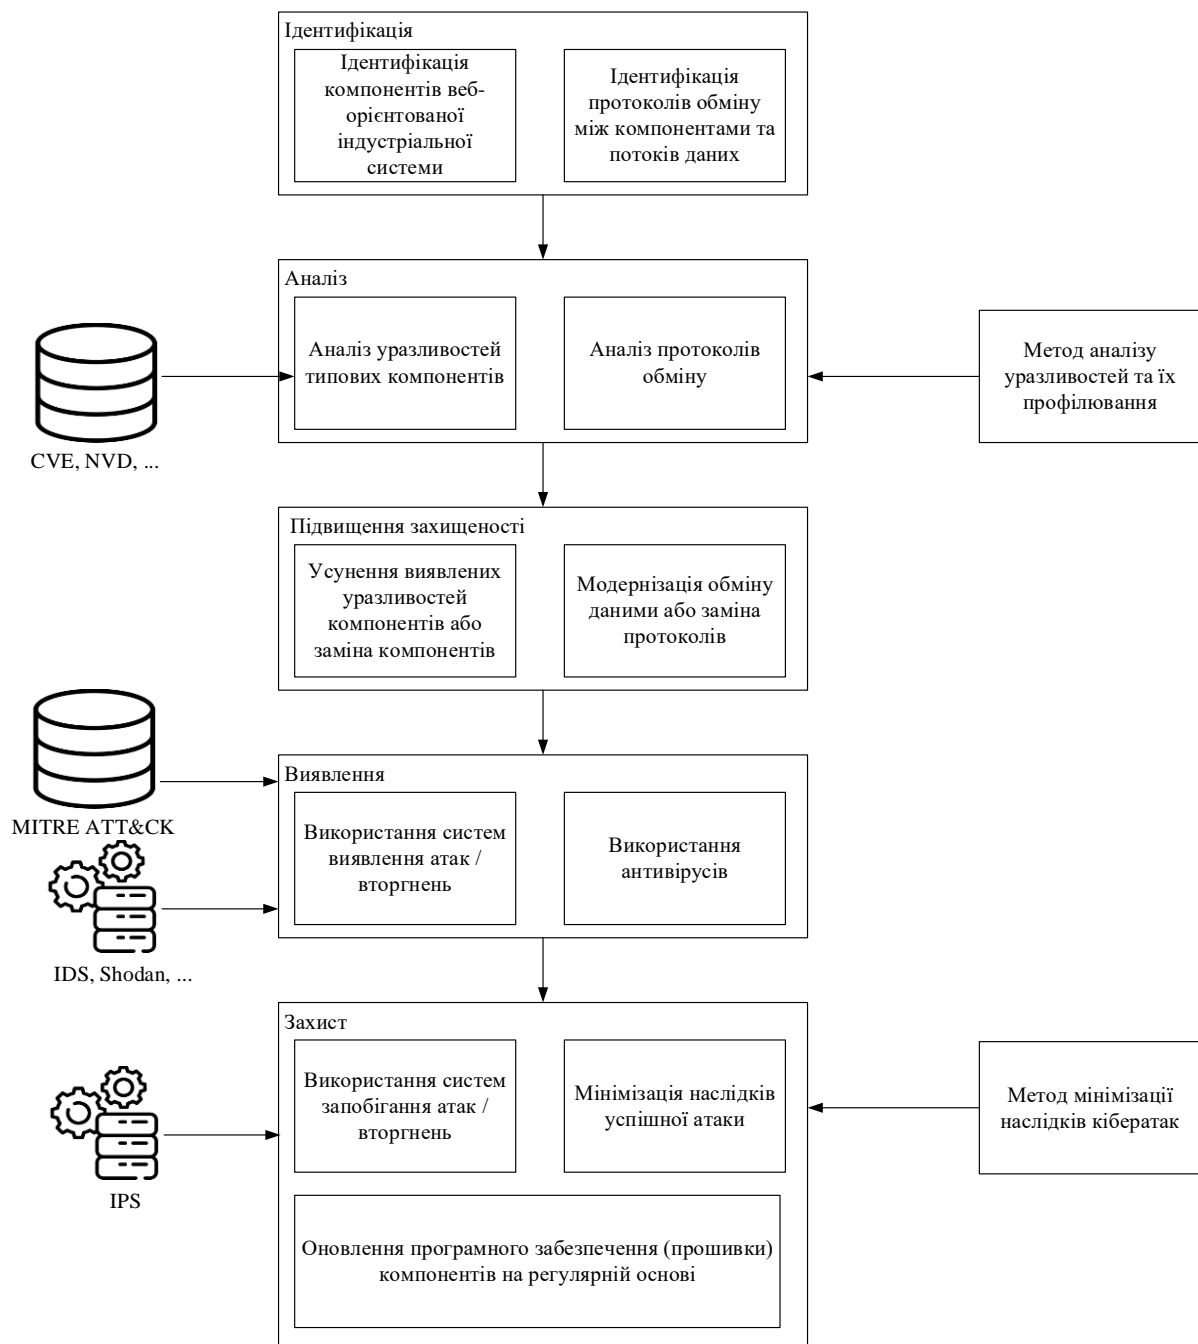 Ідентифікація
Ідентифікація
компонентів веб-
орієнтованої
індустріальної
системи
Ідентифікація
протоколів обміну
між компонентами та
потоків даних
Аналіз
Аналіз уразливостей
типових компонентів
Аналіз протоколів
обміну
Метод аналізу
уразливостей та їх
профілювання
CVE, NVD, ...
Підвищення захищеності
Усунення виявлених
уразливостей
компонентів або
заміна компонентів
Модернізація обміну
даними або заміна
протоколів
Виявлення
MITRE ATT&CK
Використання систем
виявлення атак /
вторгнень
Використання
антивірусів
IDS, Shodan, ...
Захист
Використання систем
запобігання атак /
вторгнень
Мінімізація наслідків
успішної атаки
Метод мінімізації
наслідків кібератак
IPS
Оновлення програмного забезпечення (прошивки)
компонентів на регулярній основі